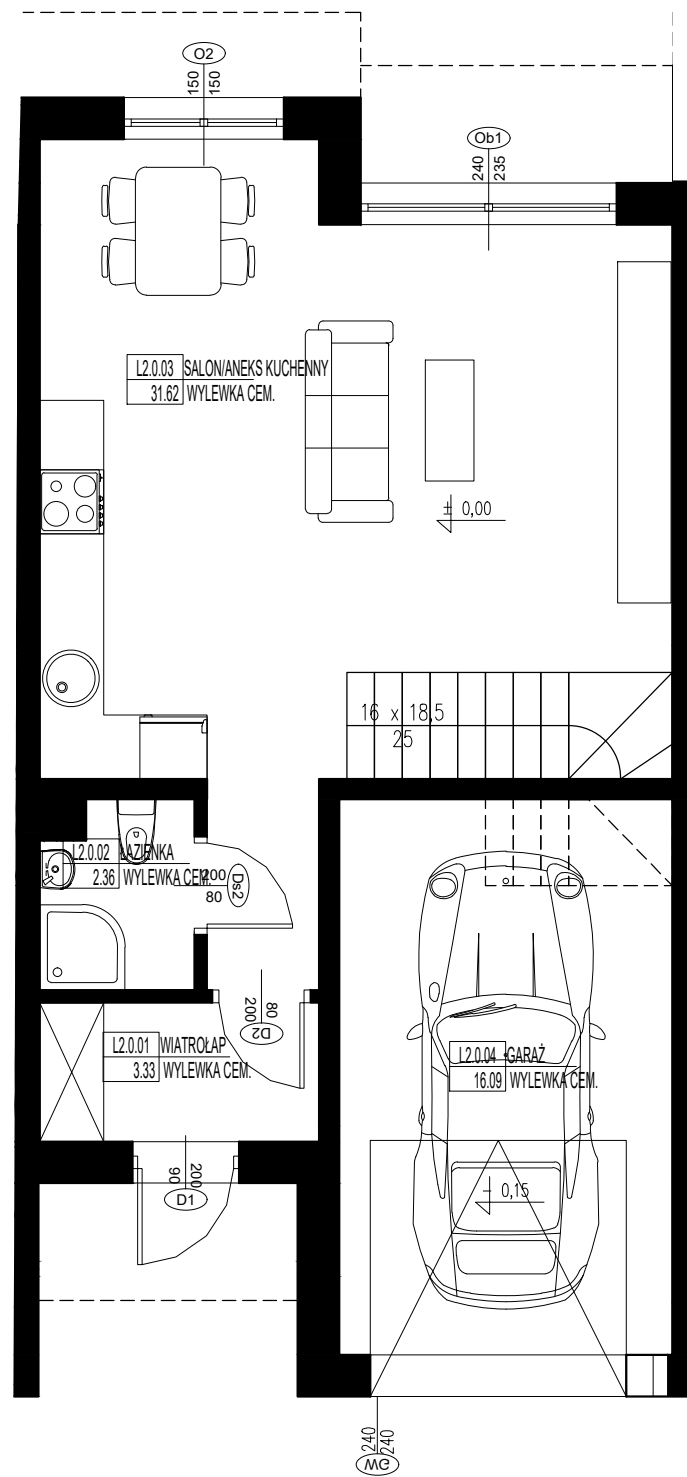 O2
150
150
Ob1
240
235
L2.0.03 SALON/ANEKS KUCHENNY
31.62 WYLEWKA CEM.
± 0,00
16 x 18,5
25
L2.0.02 ŁAZIENKA
2.36 WYLEWKA CEM.
200
80
Ds2
80
200
D2
L2.0.01 WIATROŁAP
3.33 WYLEWKA CEM.
L2.0.04 GARAŻ
16.09 WYLEWKA CEM.
200
90
D1
- 0,15
240
240
GW